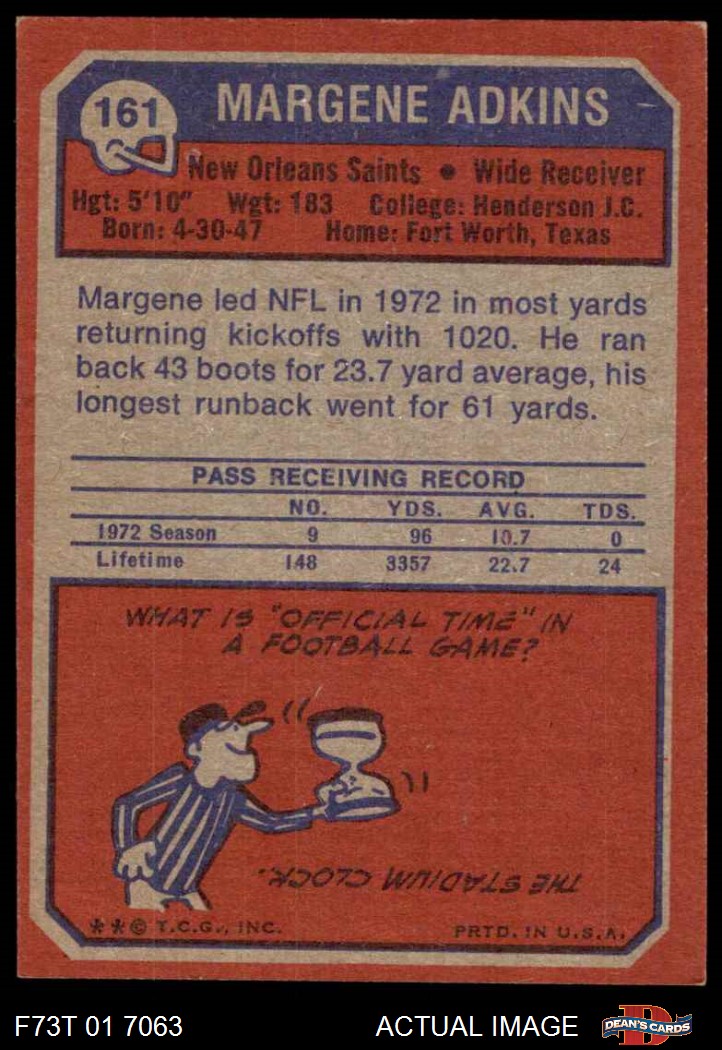 161
MARGENE ADKINS
New Orleans Saints • Wide Receiver
Hgt: 5'10" Wgt: 183 College: Henderson J.C.
Born: 4-30-47 Home: Fort Worth, Texas
Margene led NFL in 1972 in most yards
returning kickoffs with 1020. He ran
back 43 boots for 23.7 yard average, his
longest runback went for 61 yards.
PASS RECEIVING RECORD
NO. YDS. AVG. TDS.
1972 Season 9 96 10.7 0
Lifetime 148 3357 22.7 24
WHAT IS "OFFICIAL TIME" IN
A FOOTBALL GAME?
THE STADIUM CLOCK.
**© T.C.G., INC. PRTD. IN U.S.A.
F73T 01 7063 ACTUAL IMAGE
D
DEAN'S CARDS